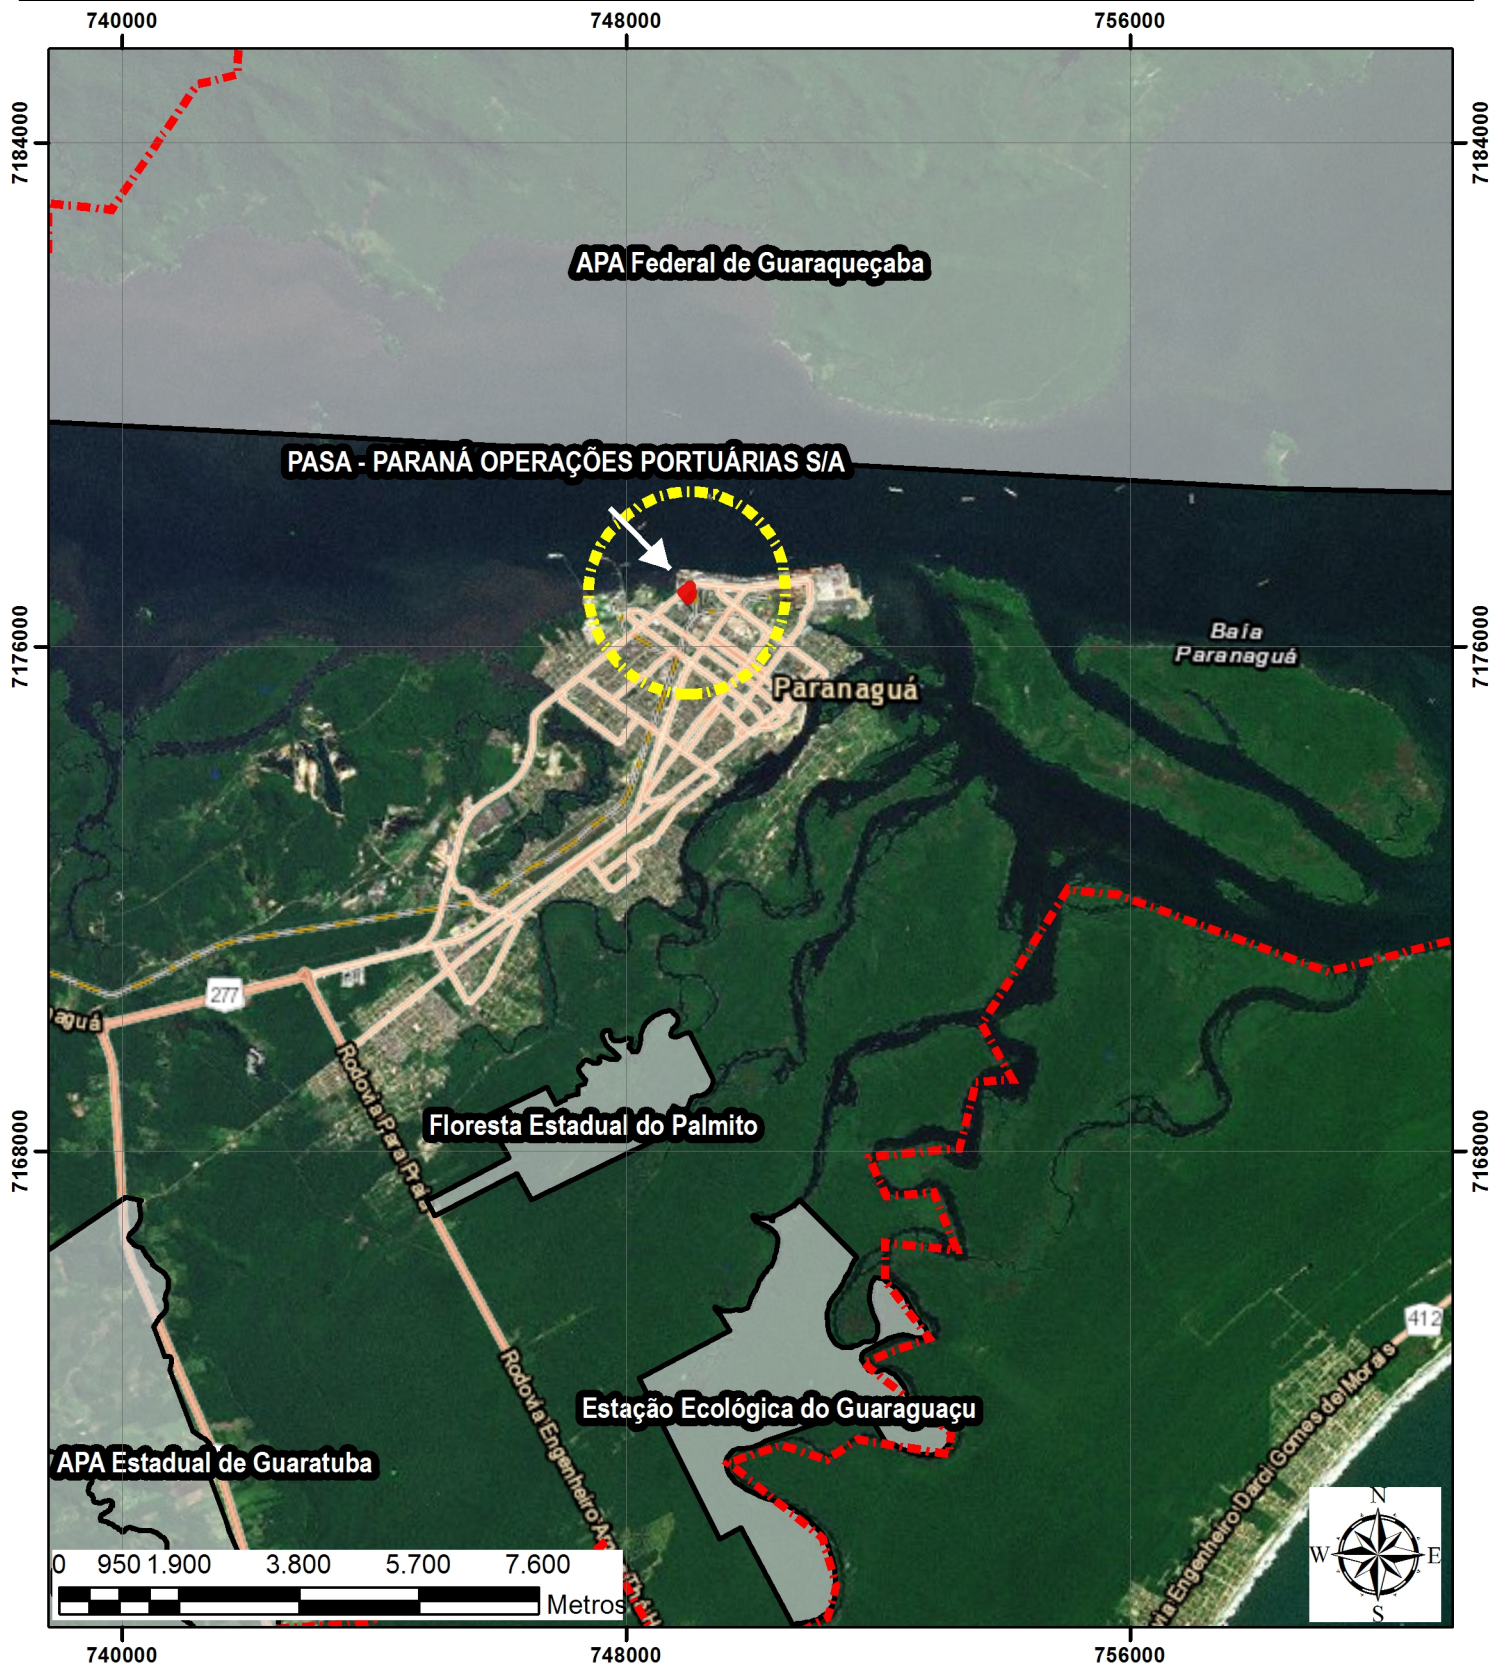 740000
748000
756000
7184000
7184000
APA Federal de Guaraqueçaba
PASA - PARANÁ OPERAÇÕES PORTUÁRIAS S/A
7176000
7176000
Baía
Paranaguá
Paranaguá
277
aguá
Rodovia Para Praia
Floresta Estadual do Palmito
7168000
7168000
412
Rodovia Engenheiro
Estação Ecológica do Guaraguaçu
via Engenheiro Darci Gomes de Morais
APA Estadual de Guaratuba
0 950 1.900 3.800 5.700 7.600
Metros
N
W
E
S
740000
748000
756000